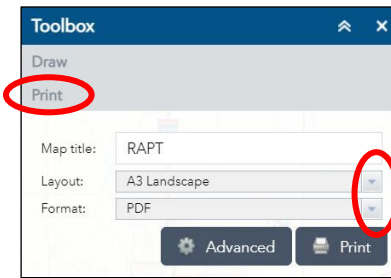 Toolbox
Draw
Print
Map title: RAPT
Layout: A3 Landscape
Format: PDF
Advanced Print